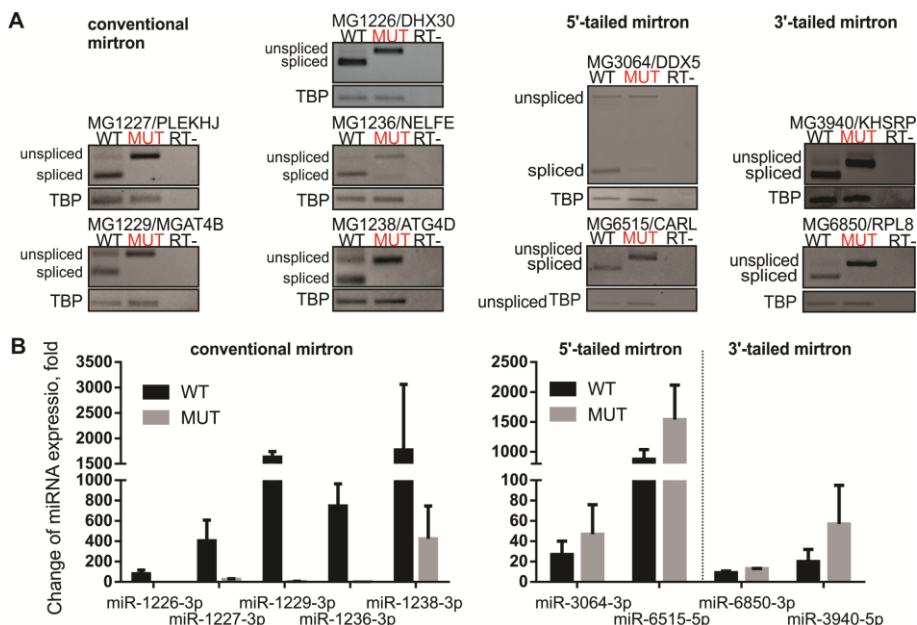 A
conventional
mirtron
MG1226/DHX30
WT MUT RT-
unspliced
spliced
TBP
MG1227/PLEKHJ
WT MUT RT-
unspliced
spliced
TBP
MG1236/NELFE
WT MUT RT-
unspliced
spliced
TBP
MG1229/MGAT4B
WT MUT RT-
unspliced
spliced
TBP
MG1238/ATG4D
WT MUT RT-
unspliced
spliced
TBP
5'-tailed mirtron
MG3064/DDX5
WT MUT RT-
unspliced
spliced
TBP
MG6515/CARL
WT MUT RT-
unspliced
spliced
unspliced TBP
3'-tailed mirtron
MG3940/KHSRP
WT MUT RT-
unspliced
spliced
TBP
MG6850/RPL8
WT MUT RT-
unspliced
spliced
TBP
B
conventional mirtron
Change of miRNA expressio, fold
3500
3000
2500
2000
1500
1000
800
600
400
200
0
WT
MUT
miR-1226-3p
miR-1227-3p
miR-1229-3p
miR-1236-3p
miR-1238-3p
5'-tailed mirtron
3'-tailed mirtron
2500
2000
1500
1000
500
100
80
60
40
20
0
WT
MUT
miR-3064-3p
miR-6515-5p
miR-6850-3p
miR-3940-5p